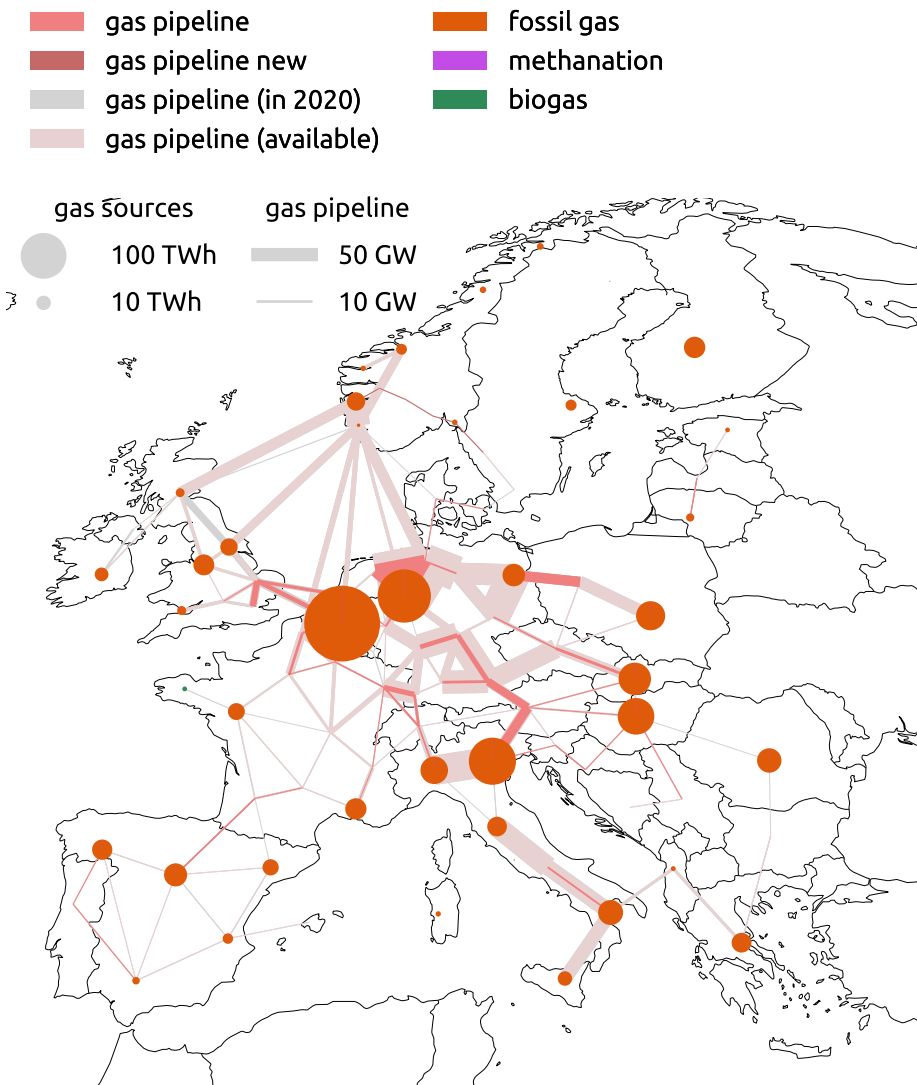 gas pipeline
gas pipeline new
gas pipeline (in 2020)
gas pipeline (available)
fossil gas
methanation
biogas
gas sources
100 TWh
10 TWh
gas pipeline
50 GW
10 GW